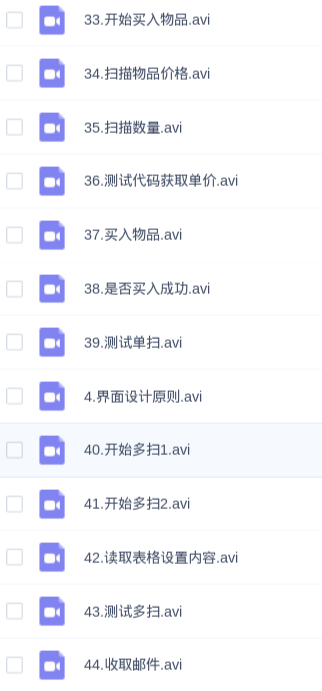 33.开始买入物品.avi
34.扫描物品价格.avi
35.扫描数量.avi
36.测试代码获取单价.avi
37.买入物品.avi
38.是否买入成功.avi
39.测试单扫.avi
4.界面设计原则.avi
40.开始多扫1.avi
41.开始多扫2.avi
42.读取表格设置内容.avi
43.测试多扫.avi
44.收取邮件.avi